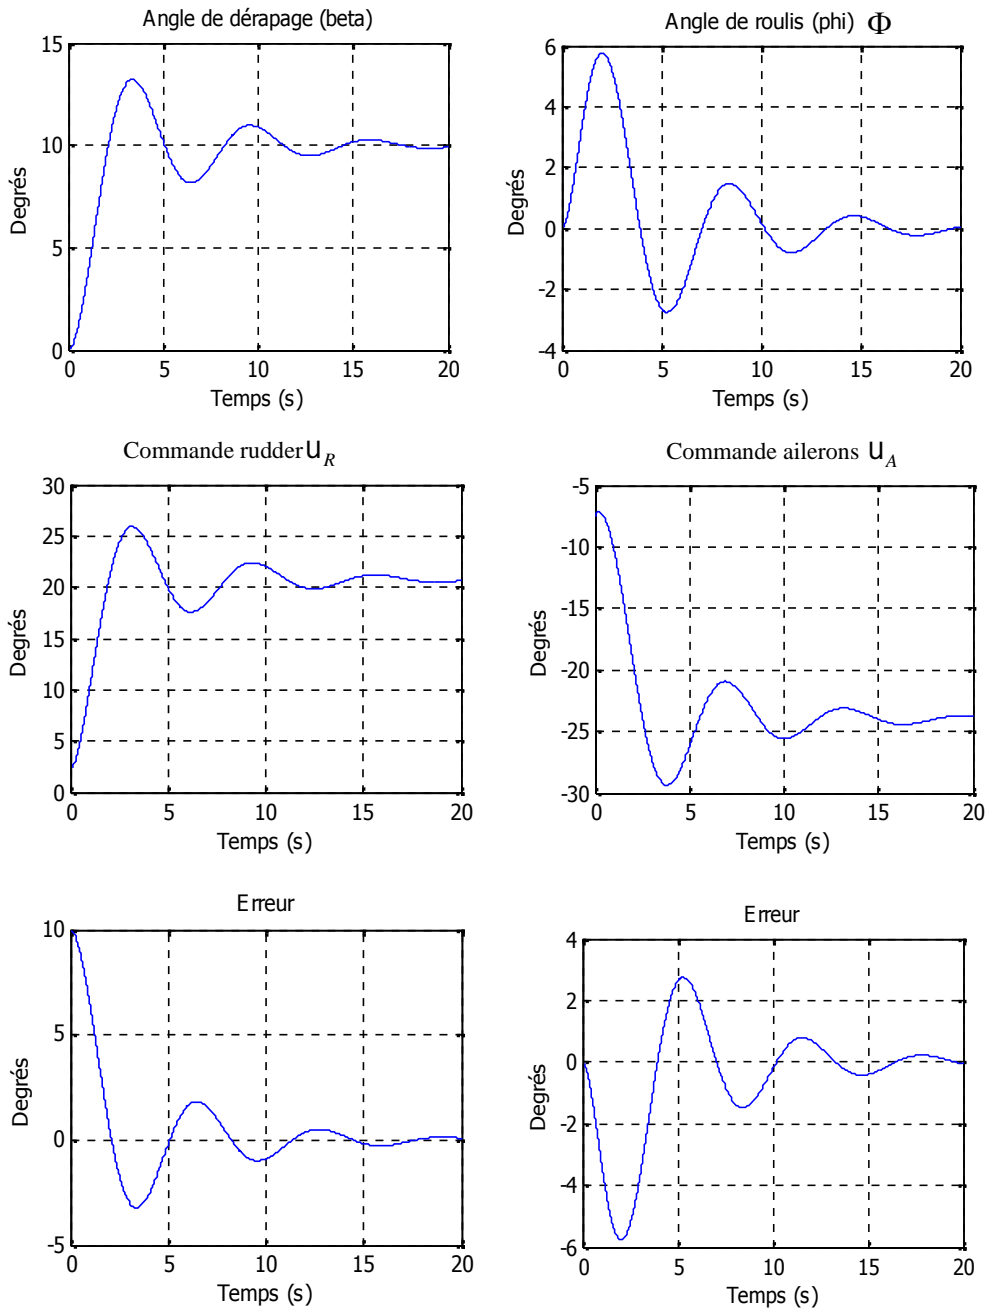 Angle de dérapage (beta)
15
10
5
0
Degrés
0 5 10 15 20
Temps (s)
Angle de roulis (phi) Φ
6
4
2
0
-2
-4
Degrés
0 5 10 15 20
Temps (s)
Commande rudder u_R
30
25
20
15
10
5
0
Degrés
0 5 10 15 20
Temps (s)
Commande ailerons u_A
-5
-10
-15
-20
-25
-30
Degrés
0 5 10 15 20
Temps (s)
Erreur
10
5
0
-5
Degrés
0 5 10 15 20
Temps (s)
Erreur
4
2
0
-2
-4
-6
Degrés
0 5 10 15 20
Temps (s)